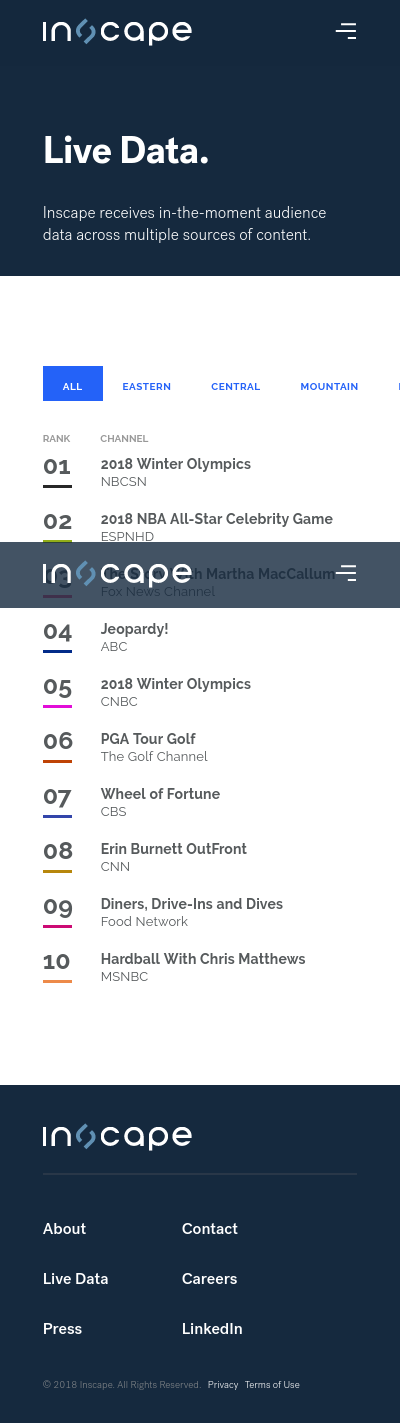 inscape
Live Data.
Inscape receives in-the-moment audience
data across multiple sources of content.
ALL EASTERN CENTRAL MOUNTAIN
RANK CHANNEL
01 2018 Winter Olympics
NBCSN
02 2018 NBA All-Star Celebrity Game
ESPNHD
inscape
03 The Story with Martha MacCallum
Fox News Channel
04 Jeopardy!
ABC
05 2018 Winter Olympics
CNBC
06 PGA Tour Golf
The Golf Channel
07 Wheel of Fortune
CBS
08 Erin Burnett OutFront
CNN
09 Diners, Drive-Ins and Dives
Food Network
10 Hardball With Chris Matthews
MSNBC
inscape
About Contact
Live Data Careers
Press LinkedIn
© 2018 Inscape. All Rights Reserved. Privacy Terms of Use